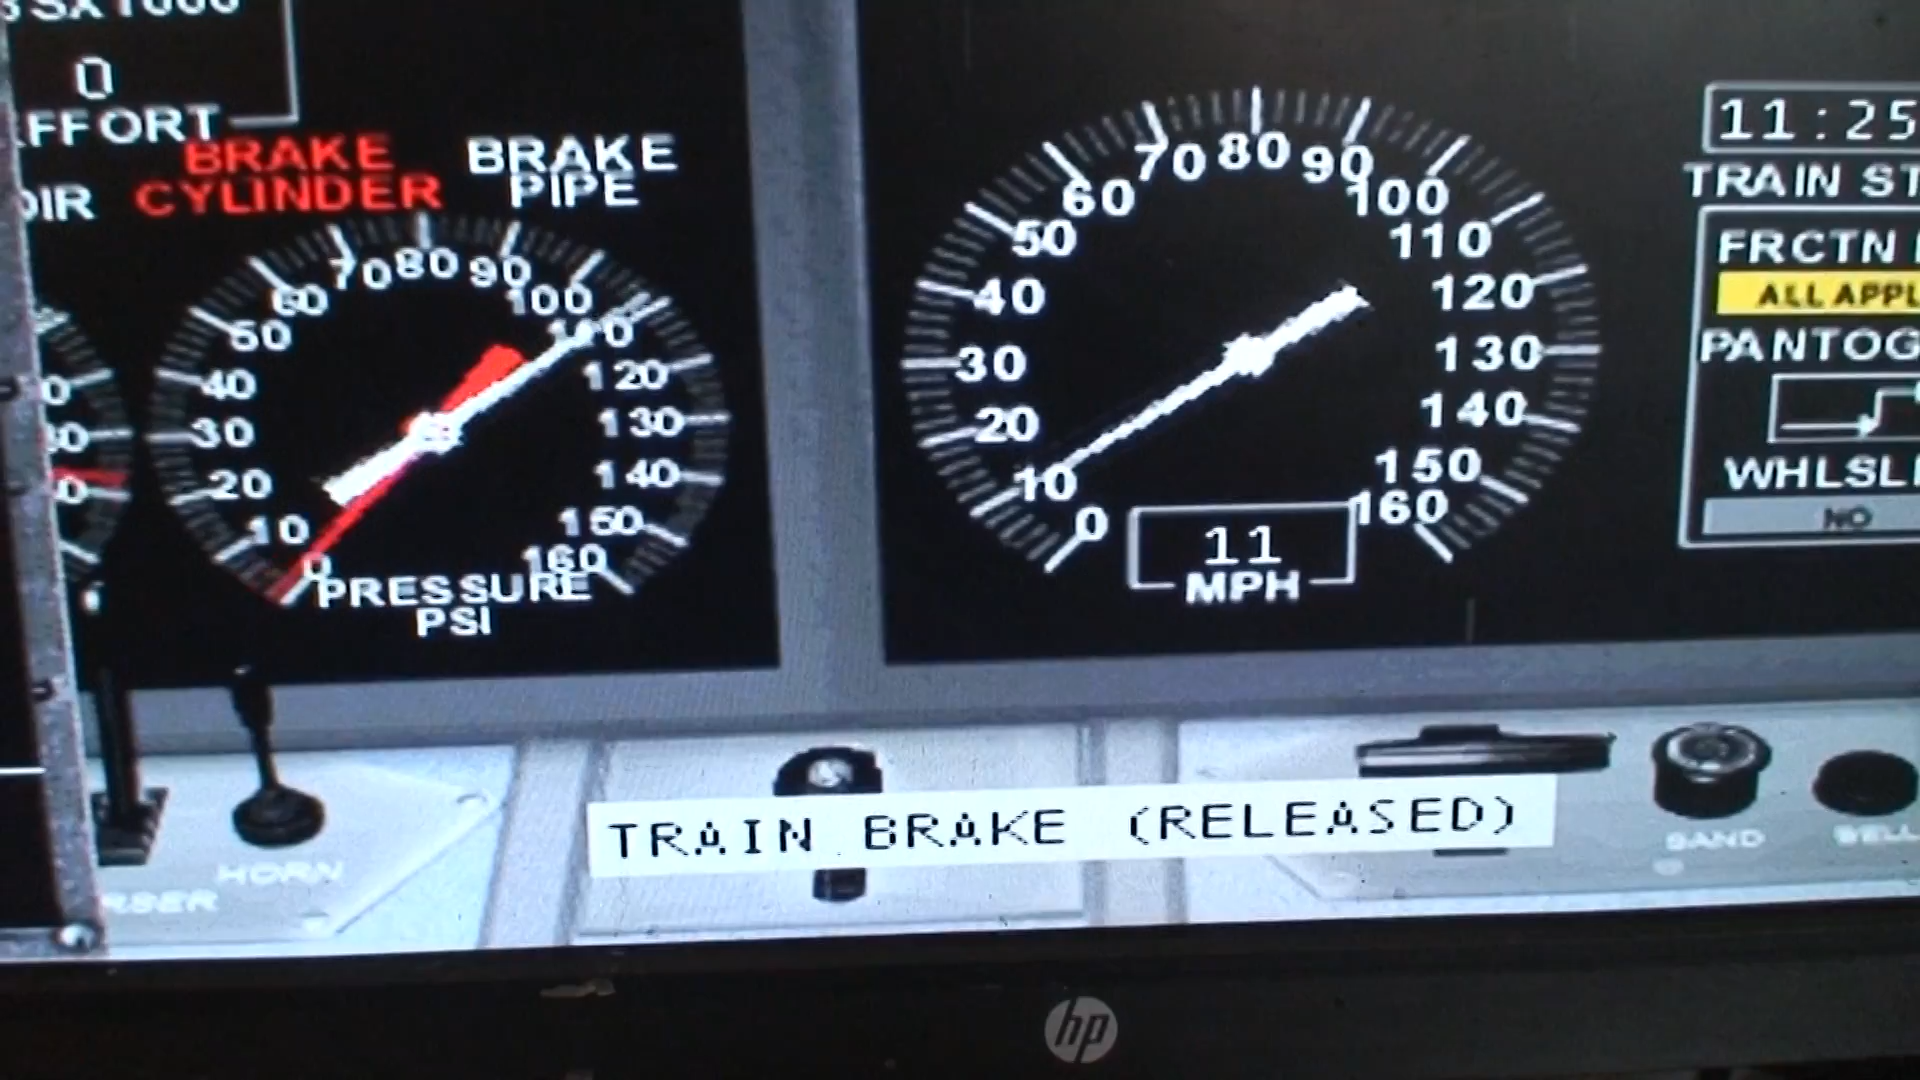 0
BRAKE
CYLINDER
BRAKE
PIPE
0
10
20
30
40
50
60
70
80
90
100
110
120
130
140
150
160
PRESSURE
PSI
0
10
20
30
40
50
60
70
80
90
100
110
120
130
140
150
160
11
MPH
11:25
TRAIN ST
FRCTN
ALL APPL
PANTOG
WHLSL
NO
HORN
TRAIN BRAKE (RELEASED)
SAND
BELL
hp